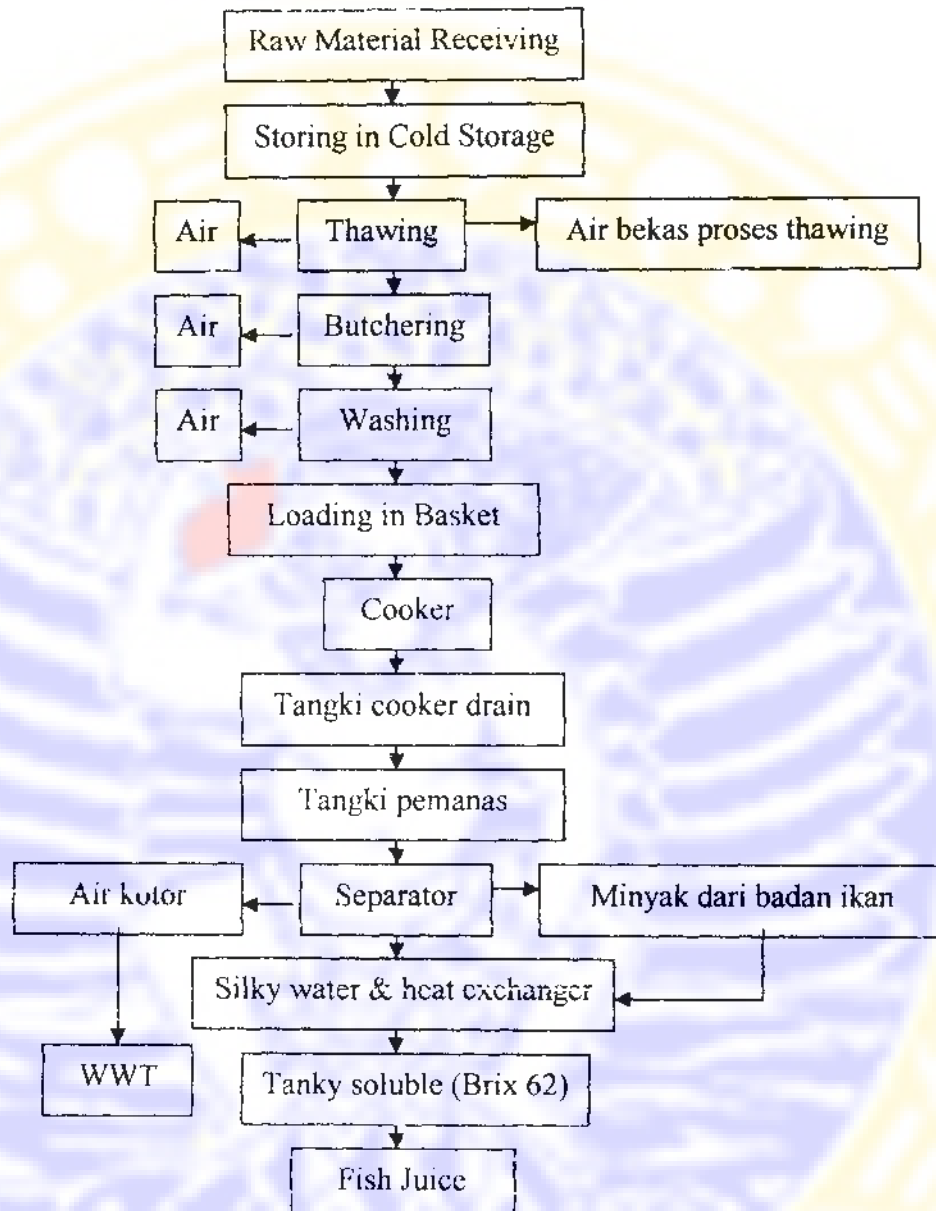 Raw Material Receiving
Storing in Cold Storage
Air
Thawing
Air bekas proses thawing
Air
Butchering
Air
Washing
Loading in Basket
Cooker
Tangki cooker drain
Tangki pemanas
Air kotor
Separator
Minyak dari badan ikan
Silky water & heat exchanger
WWT
Tanky soluble (Brix 62)
Fish Juice